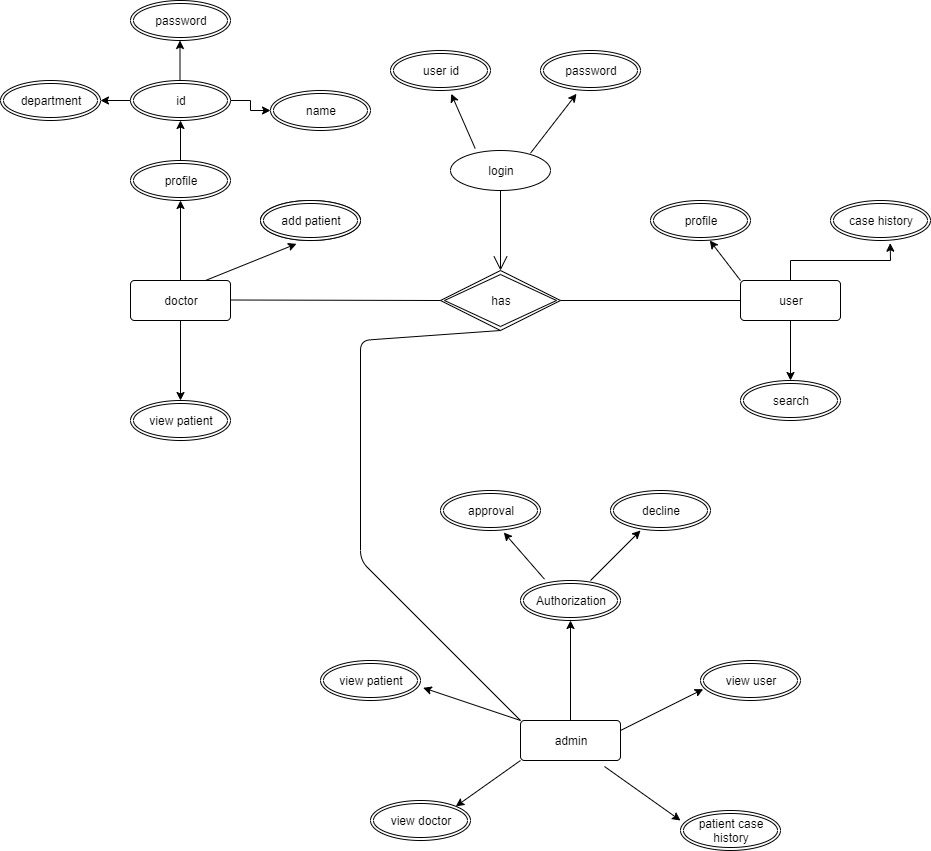 password
user id
password
department
id
name
login
profile
add patient
profile
case history
doctor
has
user
view patient
search
approval
decline
Authorization
view patient
view user
admin
view doctor
patient case
history